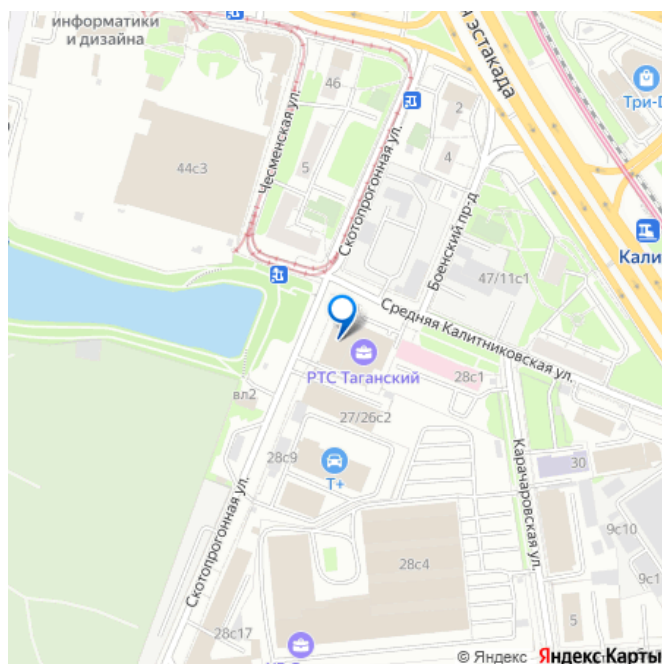 информатики
и дизайна
46
эстакада
2
Три-
Чесменская ул.
Скотопрогонная ул.
5
4
44с3
Боенский пр-д
Кали
47/11с1
Средняя Калитниковская ул.
РТС Таганский
28с1
вл2
27/26с2
28с9
Т+
30
Карачаровская ул.
Скотопрогонная ул.
9с10
28с4
9с1
5
28с17
© Яндекс Яндекс Карты